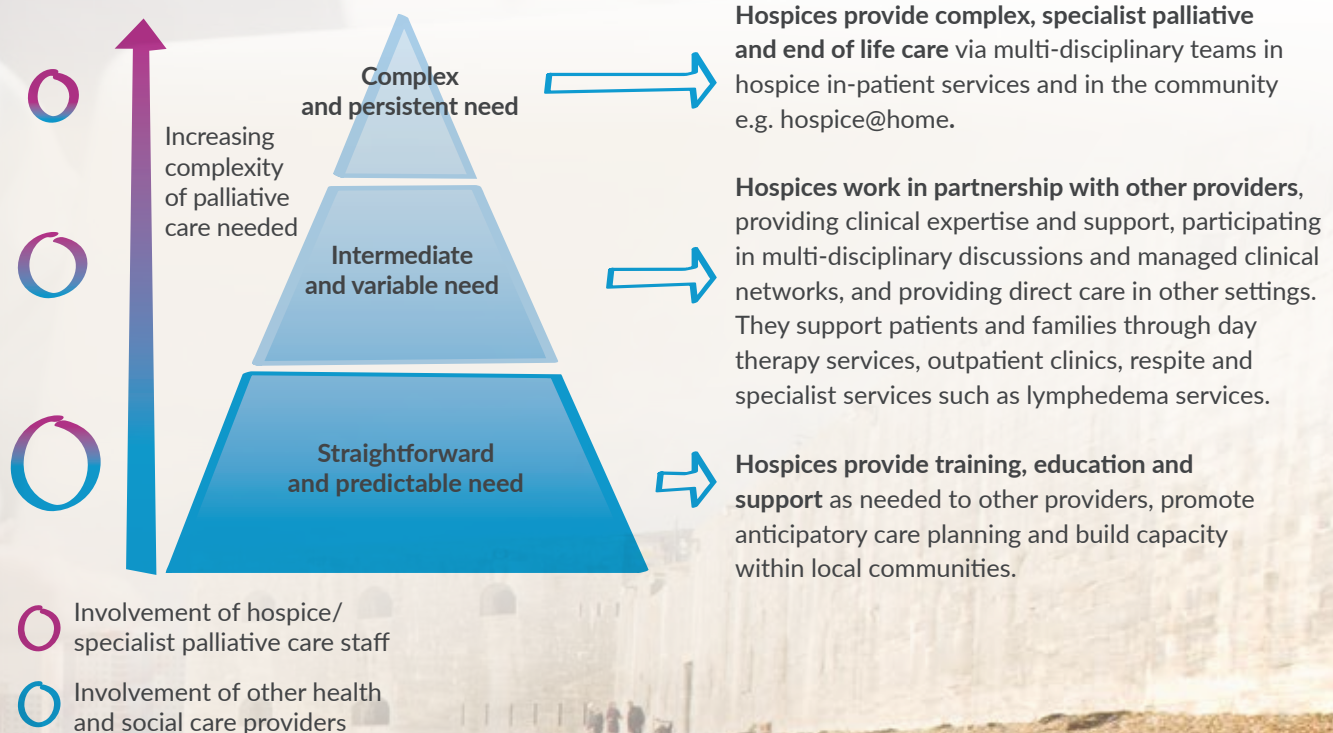 Complex
and persistent need
Increasing
complexity
of palliative
care needed
Intermediate
and variable need
Straightforward
and predictable need
Hospices provide complex, specialist palliative
and end of life care via multi-disciplinary teams in
hospice in-patient services and in the community
e.g. hospice@home.
Hospices work in partnership with other providers,
providing clinical expertise and support, participating
in multi-disciplinary discussions and managed clinical
networks, and providing direct care in other settings.
They support patients and families through day
therapy services, outpatient clinics, respite and
specialist services such as lymphedema services.
Hospices provide training, education and
support as needed to other providers, promote
anticipatory care planning and build capacity
within local communities.
Involvement of hospice/
specialist palliative care staff
Involvement of other health
and social care providers